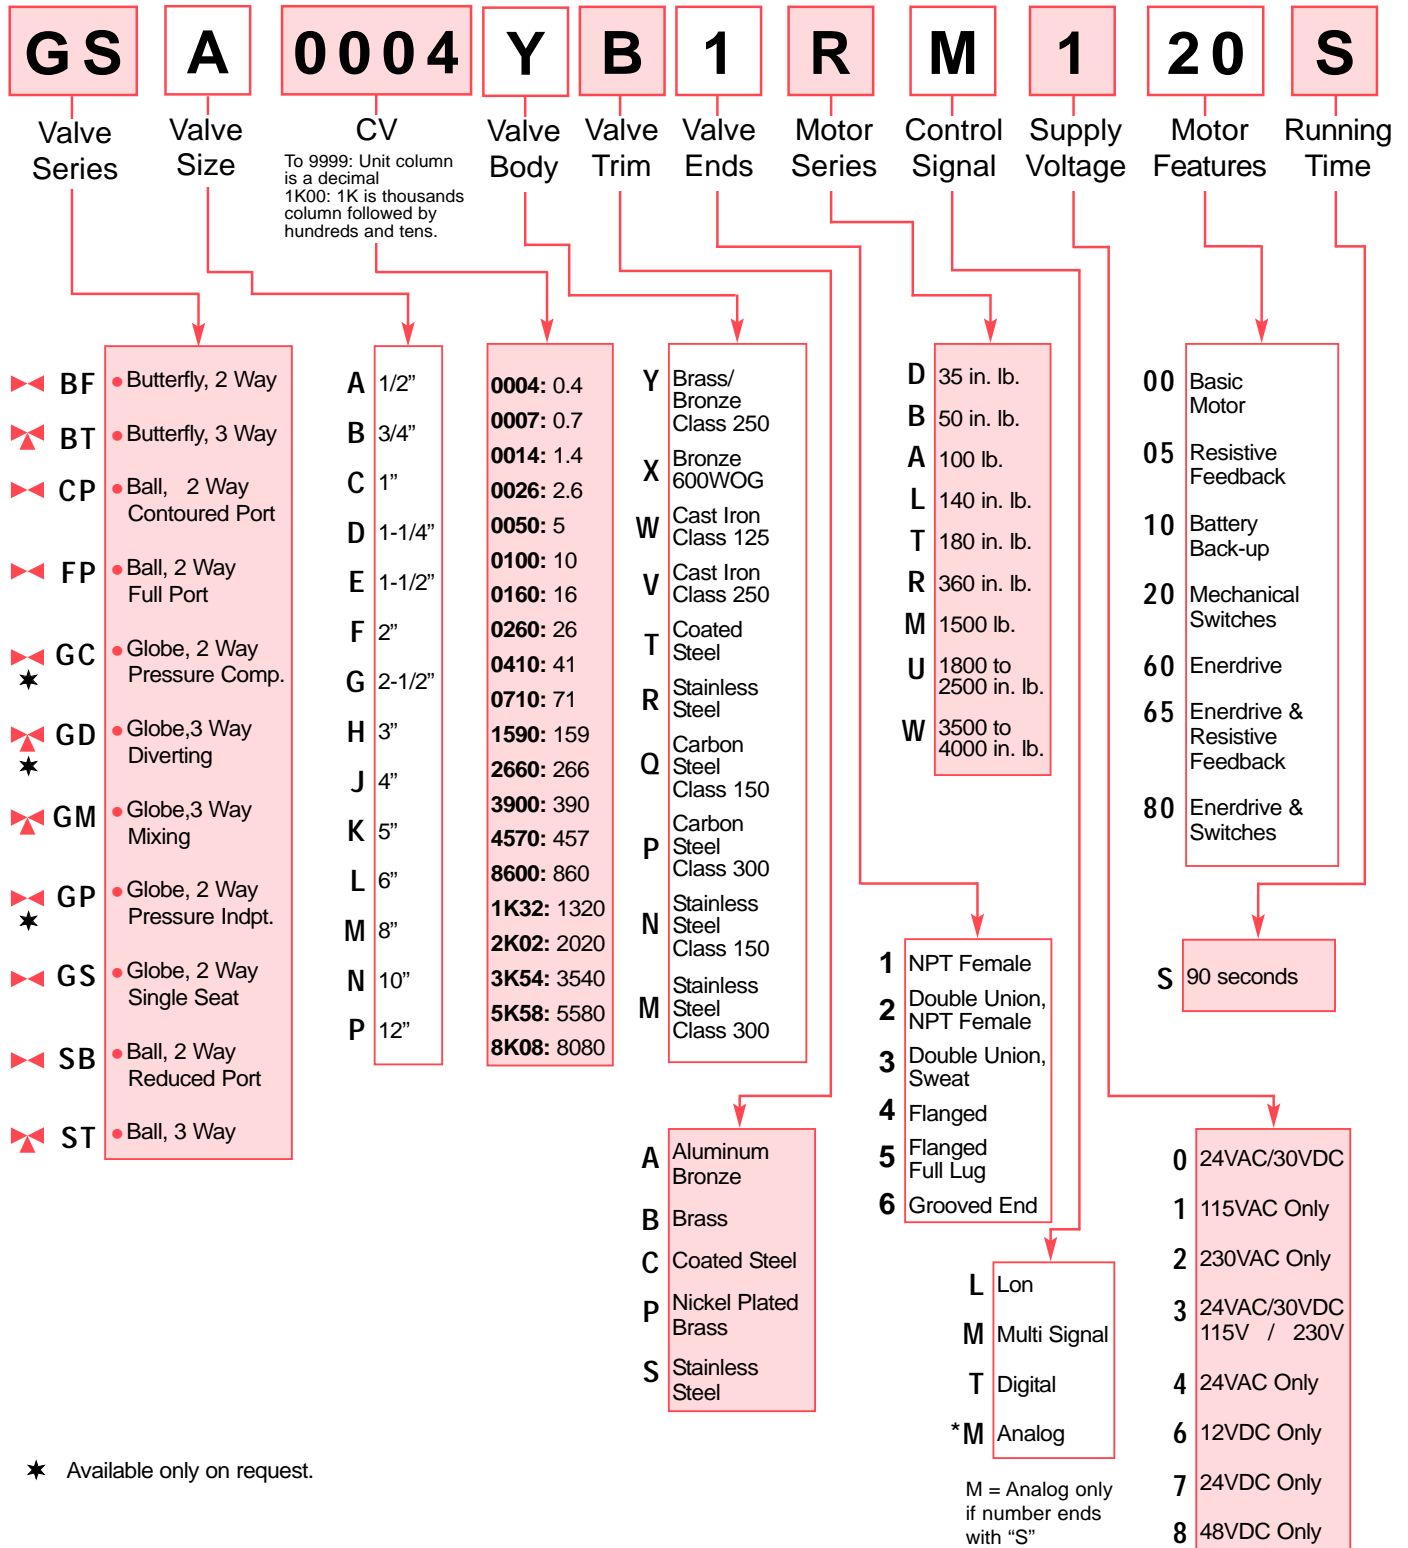 GS A 0004 Y B 1 R M 1 20 S
Valve Series
Valve Size
CV
To 9999: Unit column
is a decimal
1K00: 1K is thousands
column followed by
hundreds and tens.
Valve Body
Valve Trim
Valve Ends
Motor Series
Control Signal
Supply Voltage
Motor Features
Running Time
BF • Butterfly, 2 Way
BT • Butterfly, 3 Way
CP • Ball, 2 Way
Contoured Port
FP • Ball, 2 Way
Full Port
GC • Globe, 2 Way
Pressure Comp.
GD • Globe,3 Way
Diverting
GM • Globe,3 Way
Mixing
GP • Globe, 2 Way
Pressure Indpt.
GS • Globe, 2 Way
Single Seat
SB • Ball, 2 Way
Reduced Port
ST • Ball, 3 Way
A 1/2”
B 3/4”
C 1”
D 1-1/4”
E 1-1/2”
F 2”
G 2-1/2”
H 3”
J 4”
K 5”
L 6”
M 8”
N 10”
P 12”
0004: 0.4
0007: 0.7
0014: 1.4
0026: 2.6
0050: 5
0100: 10
0160: 16
0260: 26
0410: 41
0710: 71
1590: 159
2660: 266
3900: 390
4570: 457
8600: 860
1K32: 1320
2K02: 2020
3K54: 3540
5K58: 5580
8K08: 8080
Y Brass/
Bronze
Class 250
X Bronze
600WOG
W Cast Iron
Class 125
V Cast Iron
Class 250
T Coated
Steel
R Stainless
Steel
Q Carbon
Steel
Class 150
P Carbon
Steel
Class 300
N Stainless
Steel
Class 150
M Stainless
Steel
Class 300
A Aluminum
Bronze
B Brass
C Coated Steel
P Nickel Plated
Brass
S Stainless
Steel
D 35 in. lb.
B 50 in. lb.
A 100 lb.
L 140 in. lb.
T 180 in. lb.
R 360 in. lb.
M 1500 lb.
U 1800 to
2500 in. lb.
W 3500 to
4000 in. lb.
1 NPT Female
2 Double Union,
NPT Female
3 Double Union,
Sweat
4 Flanged
5 Flanged
Full Lug
6 Grooved End
L Lon
M Multi Signal
T Digital
*M Analog
M = Analog only
if number ends
with “S”
00 Basic
Motor
05 Resistive
Feedback
10 Battery
Back-up
20 Mechanical
Switches
60 Enerdrive
65 Enerdrive &
Resistive
Feedback
80 Enerdrive &
Switches
S 90 seconds
0 24VAC/30VDC
1 115VAC Only
2 230VAC Only
3 24VAC/30VDC
115V / 230V
4 24VAC Only
6 12VDC Only
7 24VDC Only
8 48VDC Only
✶ Available only on request.